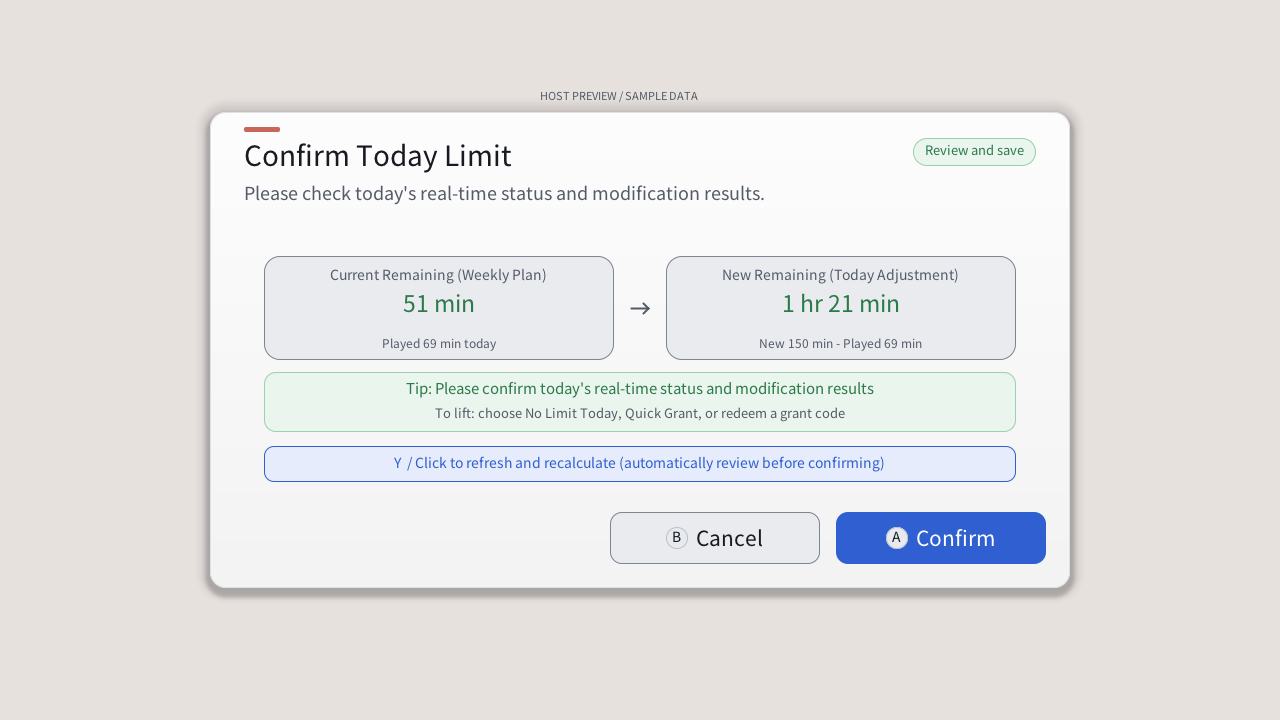 HOST PREVIEW / SAMPLE DATA
Confirm Today Limit
Review and save
Please check today's real-time status and modification results.
Current Remaining (Weekly Plan)
51 min
Played 69 min today
→
New Remaining (Today Adjustment)
1 hr 21 min
New 150 min - Played 69 min
Tip: Please confirm today's real-time status and modification results
To lift: choose No Limit Today, Quick Grant, or redeem a grant code
Y / Click to refresh and recalculate (automatically review before confirming)
B Cancel
A Confirm